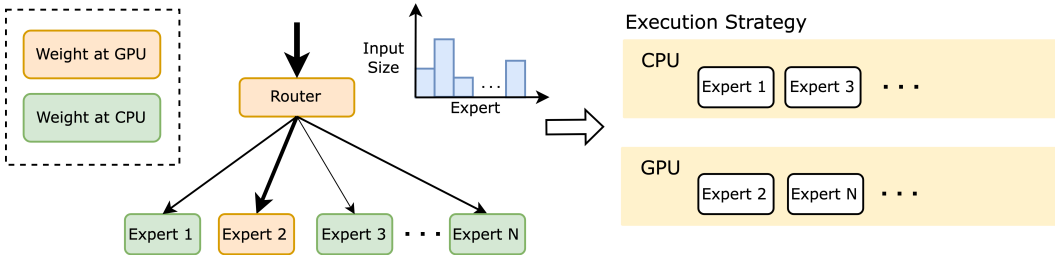 Weight at GPU
Weight at CPU
Router
Input
Size
. . .
Expert
Expert 1
Expert 2
Expert 3
. . .
Expert N
Execution Strategy
CPU
Expert 1
Expert 3
. . .
GPU
Expert 2
Expert N
. . .